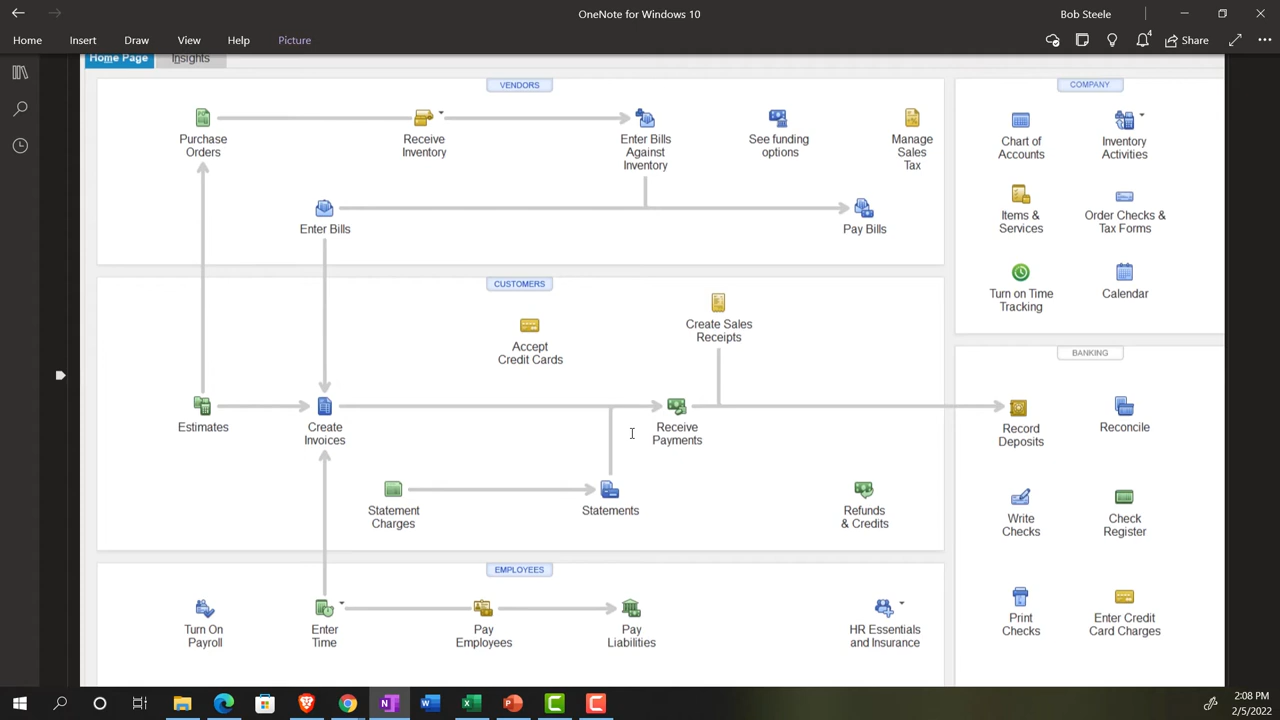 OneNote for Windows 10
Bob Steele
Home
Insert
Draw
View
Help
Picture
4
Share
Home Page
Insights
VENDORS
Purchase
Orders
Receive
Inventory
Enter Bills
Against
Inventory
See funding
options
Manage
Sales
Tax
Enter Bills
Pay Bills
CUSTOMERS
Accept
Credit Cards
Create Sales
Receipts
Estimates
Create
Invoices
Receive
Payments
Statement
Charges
Statements
Refunds
& Credits
EMPLOYEES
Turn On
Payroll
Enter
Time
Pay
Employees
Pay
Liabilities
HR Essentials
and Insurance
COMPANY
Chart of
Accounts
Inventory
Activities
Items &
Services
Order Checks &
Tax Forms
Turn on Time
Tracking
Calendar
BANKING
Record
Deposits
Reconcile
Write
Checks
Check
Register
Print
Checks
Enter Credit
Card Charges
2:08 PM
2/5/2022